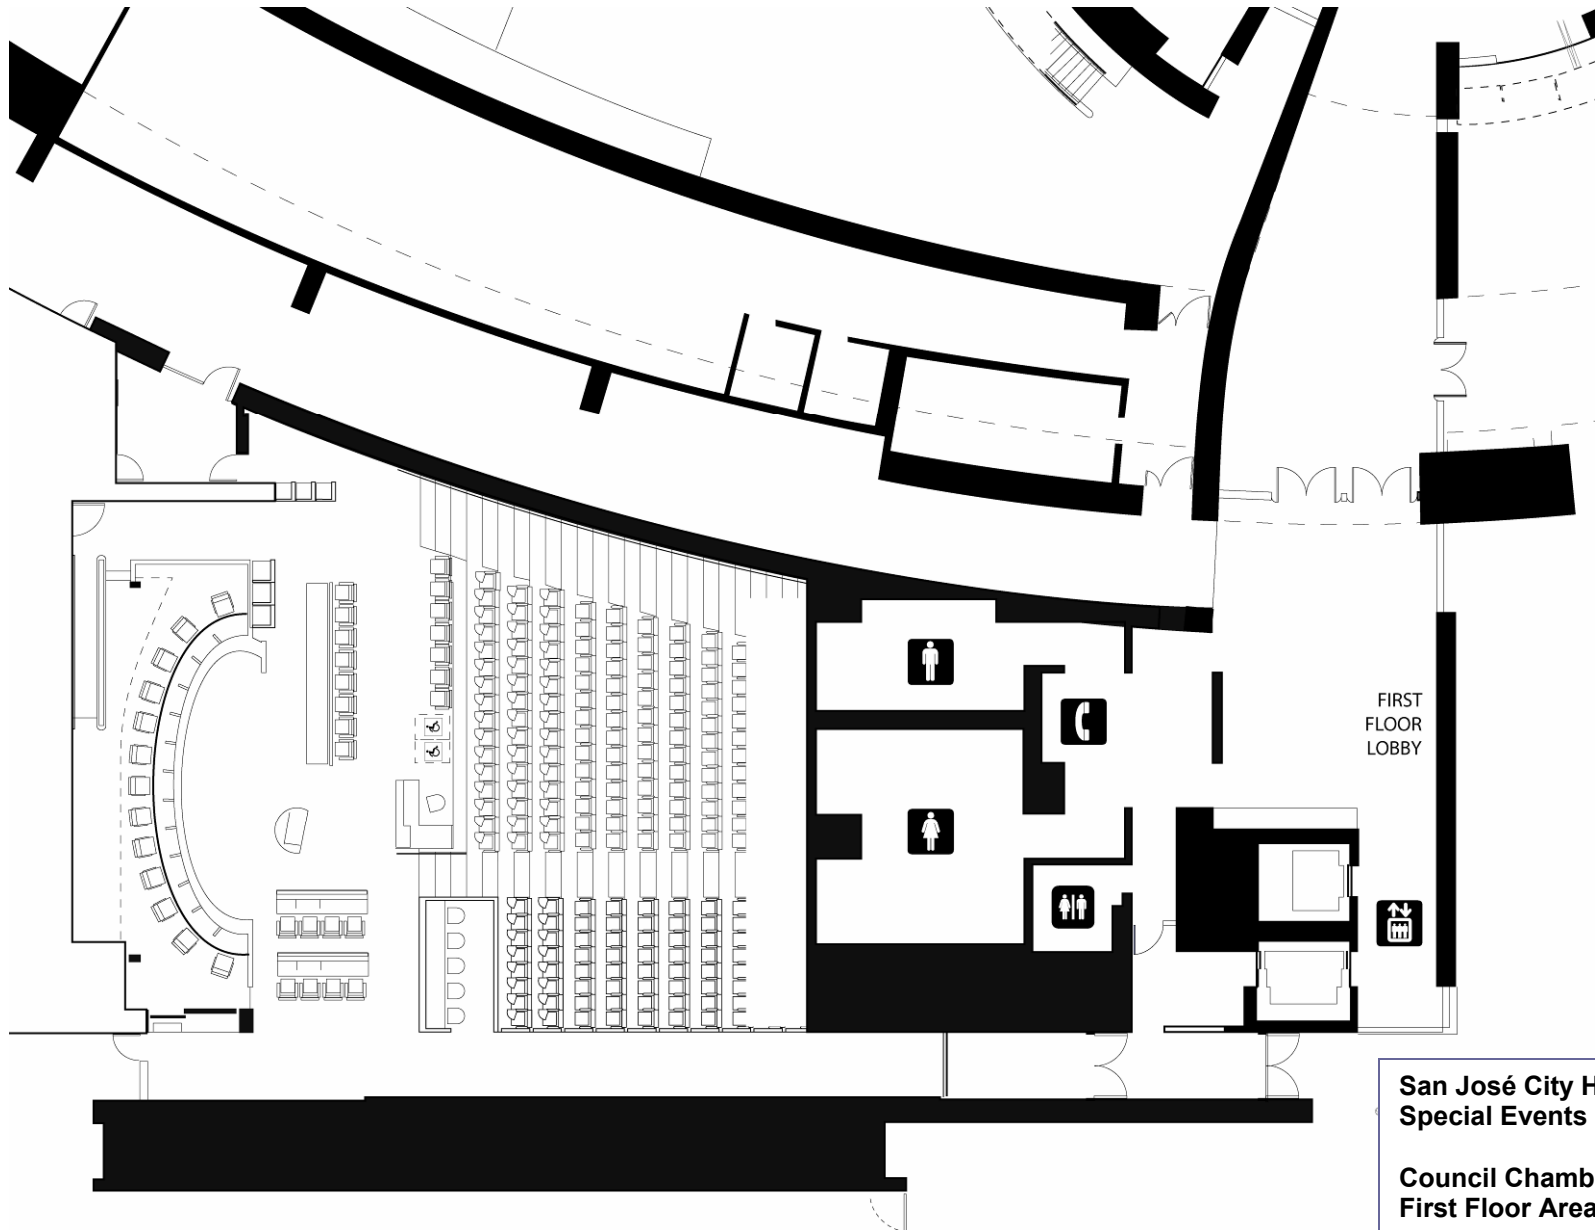 FIRST
FLOOR
LOBBY
San José City H
Special Events
Council Chamb
First Floor Area